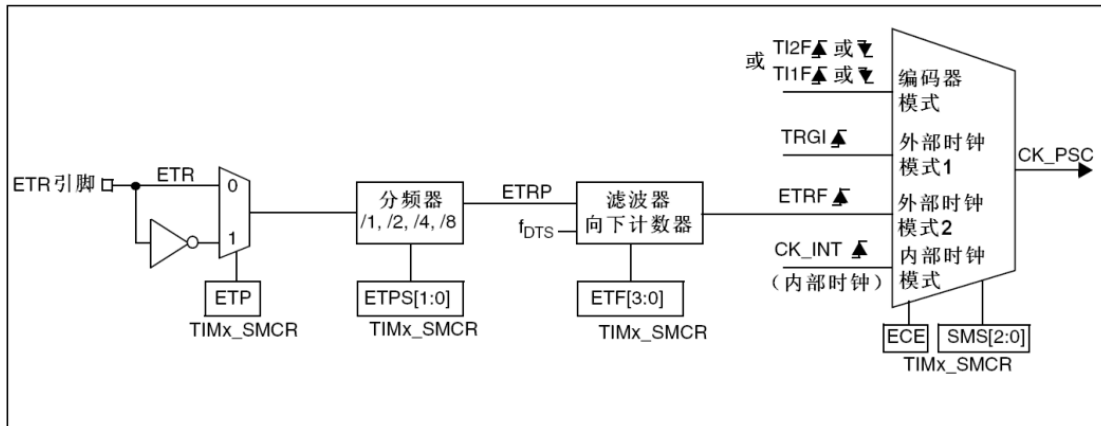 ETR引脚
ETR
0
1
ETP
TIMx_SMCR
分频器
/1, /2, /4, /8
ETPS[1:0]
TIMx_SMCR
ETRP
fDTS
滤波器
向下计数器
ETF[3:0]
TIMx_SMCR
或
TI2F 或
TI1F 或
TRGI
ETRF
CK_INT
（内部时钟）
编码器
模式
外部时钟
模式1
外部时钟
模式2
内部时钟
模式
CK_PSC
ECE
SMS[2:0]
TIMx_SMCR